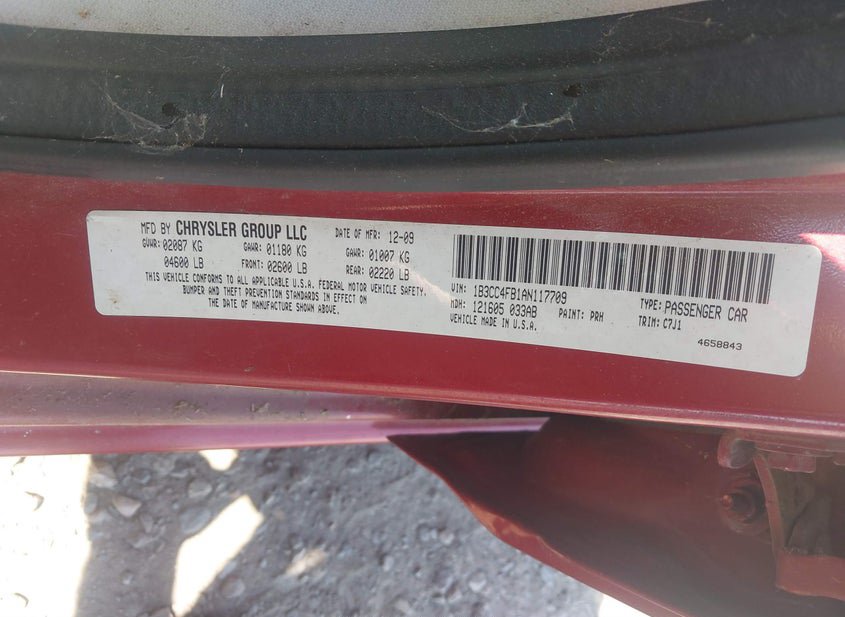 MFD BY CHRYSLER GROUP LLC DATE OF MFR: 12-09
GVWR: 02087 KG GAWR: 01180 KG GAWR: 01007 KG
04600 LB FRONT: 02600 LB REAR: 02220 LB
THIS VEHICLE CONFORMS TO ALL APPLICABLE U.S.A. FEDERAL MOTOR VEHICLE SAFETY,
BUMPER AND THEFT PREVENTION STANDARDS IN EFFECT ON THE
DATE OF MANUFACTURE SHOWN ABOVE.
VIN: 1B3CC4FB1AN117709 TYPE: PASSENGER CAR
MDH: 121605 033AB PAINT: PRH TRIM: C7J1
VEHICLE MADE IN U.S.A.
4658843